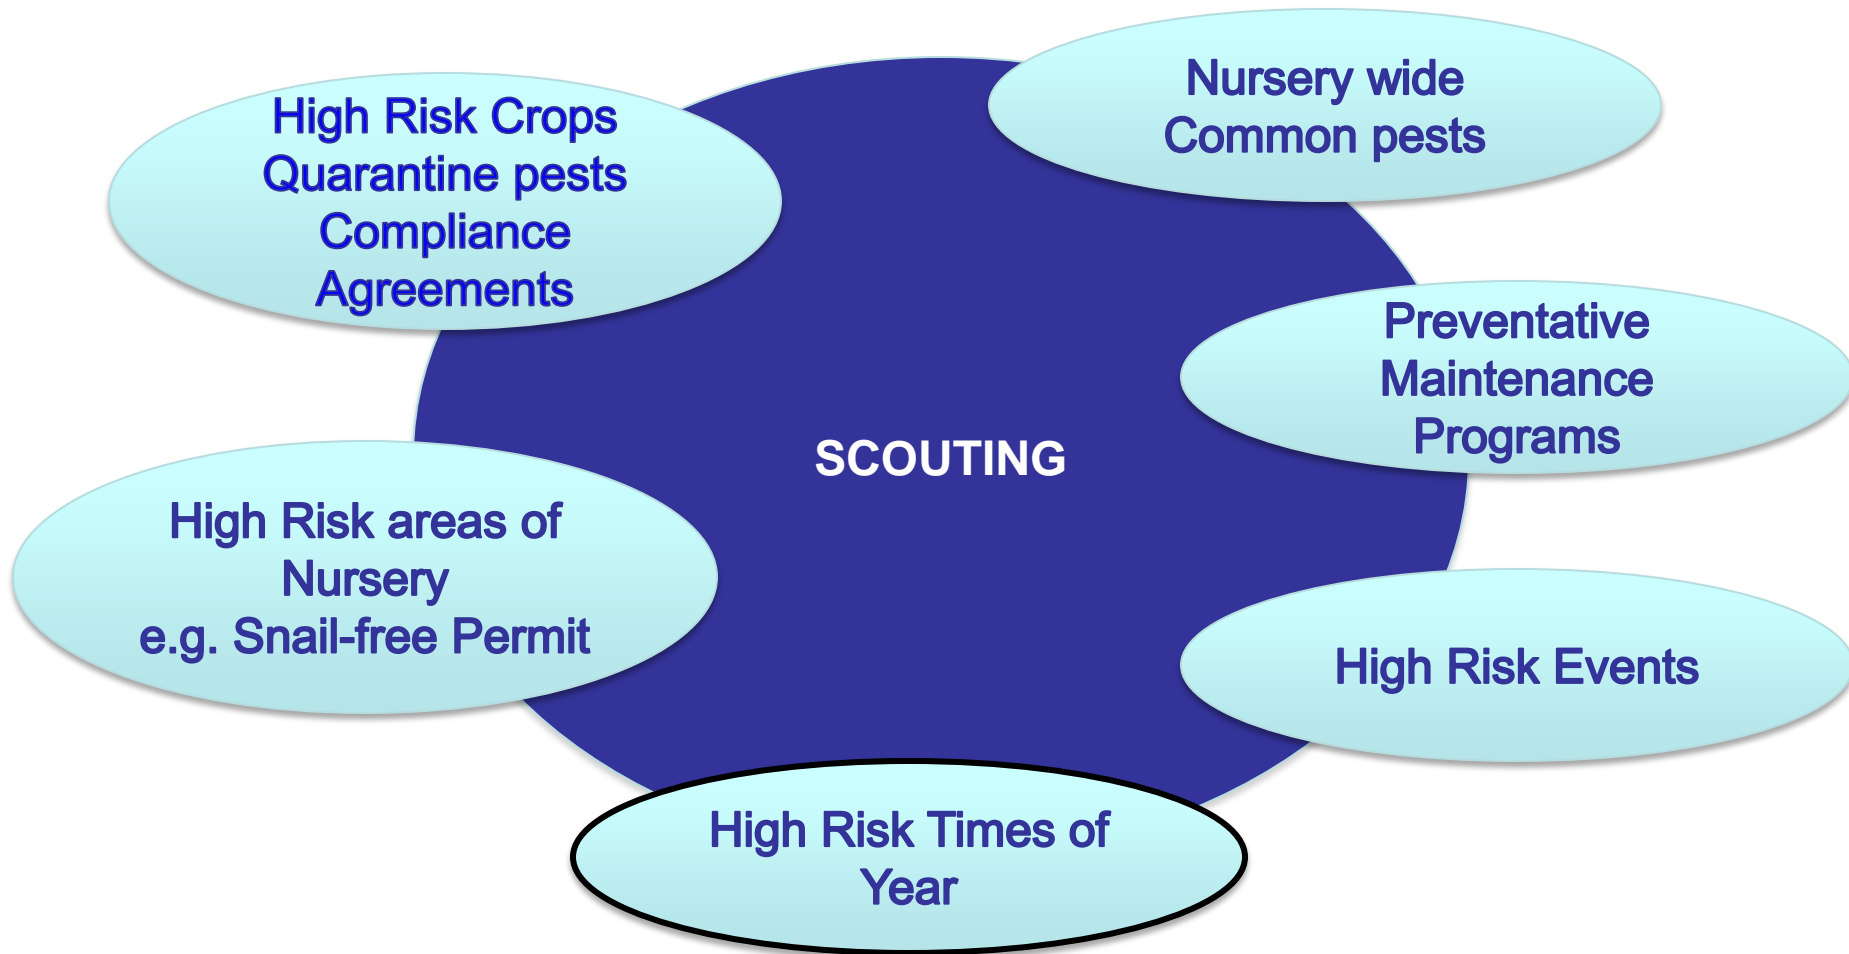 High Risk Crops
Quarantine pests
Compliance
Agreements
Nursery wide
Common pests
Preventative
Maintenance
Programs
SCOUTING
High Risk areas of
Nursery
e.g. Snail-free Permit
High Risk Events
High Risk Times of
Year